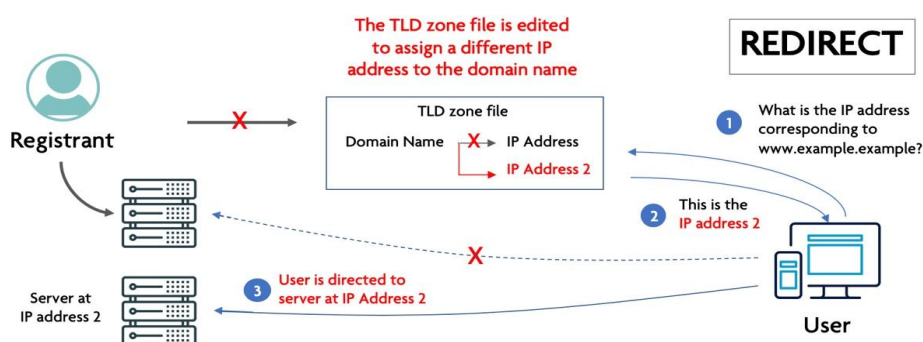 The TLD zone file is edited
to assign a different IP
address to the domain name
REDIRECT
Registrant
X
TLD zone file
Domain Name
X
IP Address
IP Address 2
1
What is the IP address
corresponding to
www.example.example?
2
This is the
IP address 2
X
3
User is directed to
server at IP Address 2
Server at
IP address 2
User